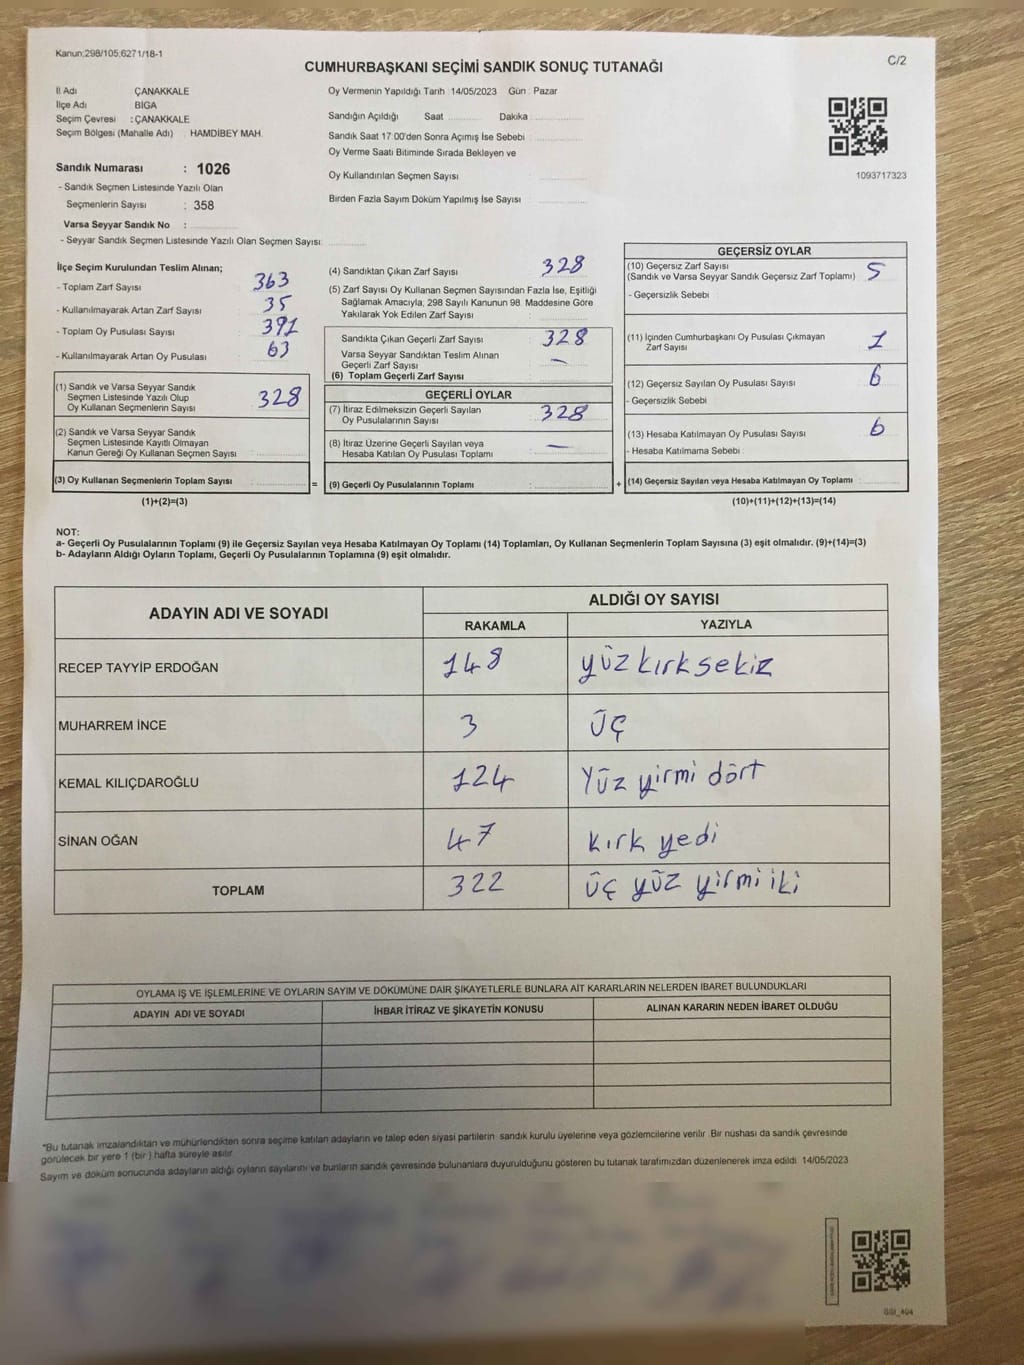 Kanun:298/105;6271/18-1
C/2
CUMHURBAŞKANI SEÇİMİ SANDIK SONUÇ TUTANAĞI
İl Adı ÇANAKKALE
İlçe Adı BİGA
Seçim Çevresi : ÇANAKKALE
Seçim Bölgesi (Mahalle Adı) : HAMDİBEY MAH.
Sandık Numarası : 1026
- Sandık Seçmen Listesinde Yazılı Olan
Seçmenlerin Sayısı : 358
Varsa Seyyar Sandık No :
- Seyyar Sandık Seçmen Listesinde Yazılı Olan Seçmen Sayısı:
Oy Vermenin Yapıldığı Tarih :14/05/2023 Gün : Pazar
Sandığın Açıldığı Saat Dakika
Sandık Saat 17:00'den Sonra Açımış İse Sebebi :
Oy Verme Saati Bitiminde Sırada Bekleyen ve
Oy Kullandırılan Seçmen Sayısı
Birden Fazla Sayım Döküm Yapılmış İse Sayısı
1093717323
İlçe Seçim Kurulundan Teslim Alınan;
- Toplam Zarf Sayısı : 363
- Kullanılmayarak Artan Zarf Sayısı : 35
- Toplam Oy Pusulası Sayısı : 391
- Kullanılmayarak Artan Oy Pusulası : 63
(1) Sandık ve Varsa Seyyar Sandık
Seçmen Listesinde Yazılı Olup
Oy Kullanan Seçmenlerin Sayısı : 328
(2) Sandık ve Varsa Seyyar Sandık
Seçmen Listesinde Kayıtlı Olmayan
Kanun Gereği Oy Kullanan Seçmen Sayısı :
(3) Oy Kullanan Seçmenlerin Toplam Sayısı :
(1)+(2)=(3)
(4) Sandıktan Çıkan Zarf Sayısı : 328
(5) Zarf Sayısı Oy Kullanan Seçmen Sayısından Fazla İse, Eşitliği
Sağlamak Amacıyla; 298 Sayılı Kanunun 98. Maddesine Göre
Yakılarak Yok Edilen Zarf Sayısı :
Sandıkta Çıkan Geçerli Zarf Sayısı : 328
Varsa Seyyar Sandıktan Teslim Alınan
Geçerli Zarf Sayısı : —
(6) Toplam Geçerli Zarf Sayısı
GEÇERLİ OYLAR
(7) İtiraz Edilmeksizin Geçerli Sayılan
Oy Pusulalarının Sayısı : 328
(8) İtiraz Üzerine Geçerli Sayılan veya
Hesaba Katılan Oy Pusulası Toplamı : —
= (9) Geçerli Oy Pusulalarının Toplamı :
GEÇERSİZ OYLAR
(10) Geçersiz Zarf Sayısı
(Sandık ve Varsa Seyyar Sandık Geçersiz Zarf Toplamı) : 5
- Geçersizlik Sebebi :
(11) İçinden Cumhurbaşkanı Oy Pusulası Çıkmayan
Zarf Sayısı 1
(12) Geçersiz Sayılan Oy Pusulası Sayısı : 6
- Geçersizlik Sebebi :
(13) Hesaba Katılmayan Oy Pusulası Sayısı : 6
- Hesaba Katılmama Sebebi :
+ (14) Geçersiz Sayılan veya Hesaba Katılmayan Oy Toplamı :
(10)+(11)+(12)+(13)=(14)
NOT:
a- Geçerli Oy Pusulalarının Toplamı (9) ile Geçersiz Sayılan veya Hesaba Katılmayan Oy Toplamı (14) Toplamları, Oy Kullanan Seçmenlerin Toplam Sayısına (3) eşit olmalıdır. (9)+(14)=(3)
b- Adayların Aldığı Oyların Toplamı, Geçerli Oy Pusulalarının Toplamına (9) eşit olmalıdır.
ADAYIN ADI VE SOYADI
ALDIĞI OY SAYISI
RAKAMLA YAZIYLA
RECEP TAYYİP ERDOĞAN 148 yüz kırk sekiz
MUHARREM İNCE 3 üç
KEMAL KILIÇDAROĞLU 124 Yüz yirmi dört
SİNAN OĞAN 47 kırk yedi
TOPLAM 322 üç yüz yirmi iki
OYLAMA İŞ VE İŞLEMLERİNE VE OYLARIN SAYIM VE DÖKÜMÜNE DAİR ŞİKAYETLERLE BUNLARA AİT KARARLARIN NELERDEN İBARET BULUNDUKLARI
ADAYIN ADI VE SOYADI İHBAR İTİRAZ VE ŞİKAYETİN KONUSU ALINAN KARARIN NEDEN İBARET OLDUĞU
"Bu tutanak imzalandıktan ve mühürlendikten sonra seçime katılan adayların ve talep eden siyasi partilerin sandık kurulu üyelerine veya gözlemcilerine verilir. Bir nüshası da sandık çevresinde
görülecek bir yere 1 (bir) hafta süreyle asılır.
Sayım ve döküm sonucunda adayların aldığı oyların sayılarını ve bunların sandık çevresinde bulunanlara duyurulduğunu gösteren bu tutanak tarafımızdan düzenlenerek imza edildi. 14/05/2023